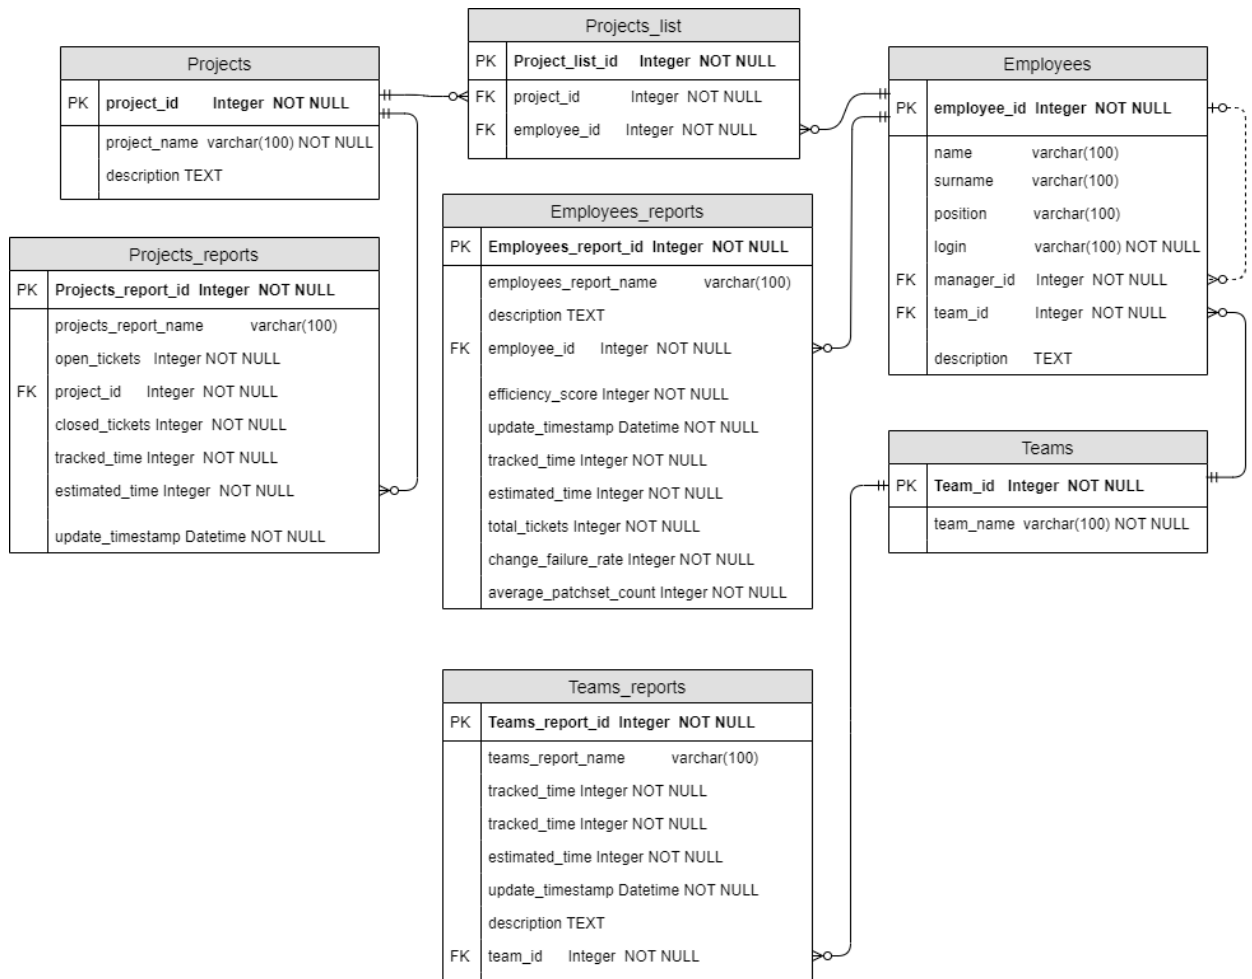 Projects_list
PK Project_list_id Integer NOT NULL
FK project_id Integer NOT NULL
FK employee_id Integer NOT NULL
Projects
PK project_id Integer NOT NULL
project_name varchar(100) NOT NULL
description TEXT
Employees
PK employee_id Integer NOT NULL
name varchar(100)
surname varchar(100)
position varchar(100)
login varchar(100) NOT NULL
FK manager_id Integer NOT NULL
FK team_id Integer NOT NULL
description TEXT
Employees_reports
PK Employees_report_id Integer NOT NULL
employees_report_name varchar(100)
description TEXT
FK employee_id Integer NOT NULL
efficiency_score Integer NOT NULL
update_timestamp Datetime NOT NULL
tracked_time Integer NOT NULL
estimated_time Integer NOT NULL
total_tickets Integer NOT NULL
change_failure_rate Integer NOT NULL
average_patchset_count Integer NOT NULL
Projects_reports
PK Projects_report_id Integer NOT NULL
projects_report_name varchar(100)
open_tickets Integer NOT NULL
FK project_id Integer NOT NULL
closed_tickets Integer NOT NULL
tracked_time Integer NOT NULL
estimated_time Integer NOT NULL
update_timestamp Datetime NOT NULL
Teams
PK Team_id Integer NOT NULL
team_name varchar(100) NOT NULL
Teams_reports
PK Teams_report_id Integer NOT NULL
teams_report_name varchar(100)
tracked_time Integer NOT NULL
tracked_time Integer NOT NULL
estimated_time Integer NOT NULL
update_timestamp Datetime NOT NULL
description TEXT
FK team_id Integer NOT NULL